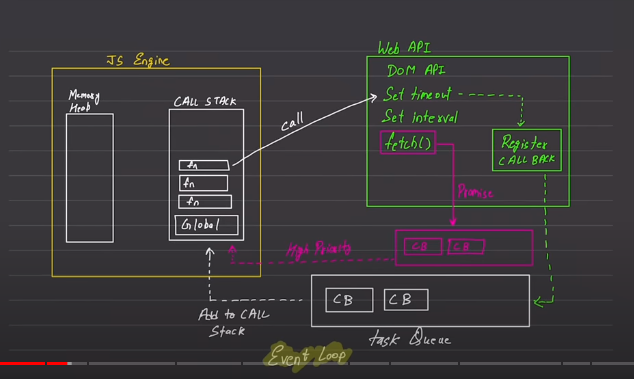 JS Engine
Memory
Heap
CALL STACK
fn
fn
fn
Global
call
Web API
DOM API
Set timeout
Set interval
fetch()
Register
CALL BACK
Promise
High Priority
CB
CB
CB
CB
Add to CALL
Stack
task Queue
Event Loop